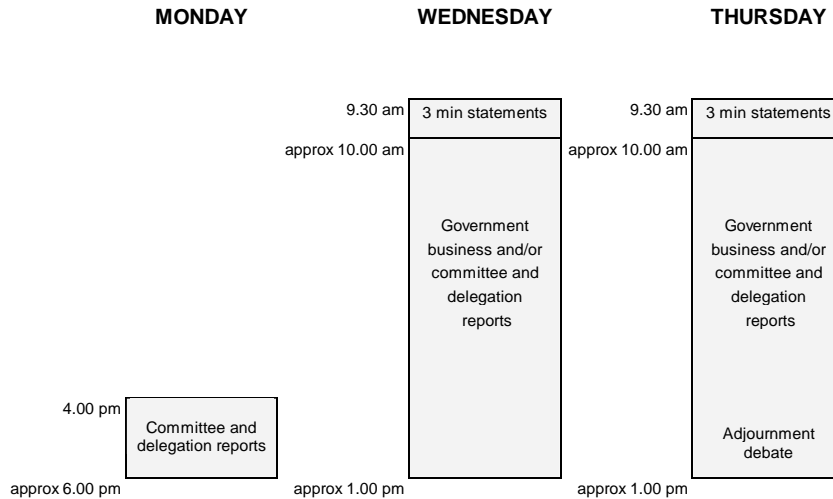 MONDAY
WEDNESDAY
THURSDAY
9.30 am
3 min statements
9.30 am
3 min statements
approx 10.00 am
approx 10.00 am
Government
business and/or
committee and
delegation
reports
Government
business and/or
committee and
delegation
reports
4.00 pm
Committee and
delegation reports
Adjournment
debate
approx 6.00 pm
approx 1.00 pm
approx 1.00 pm